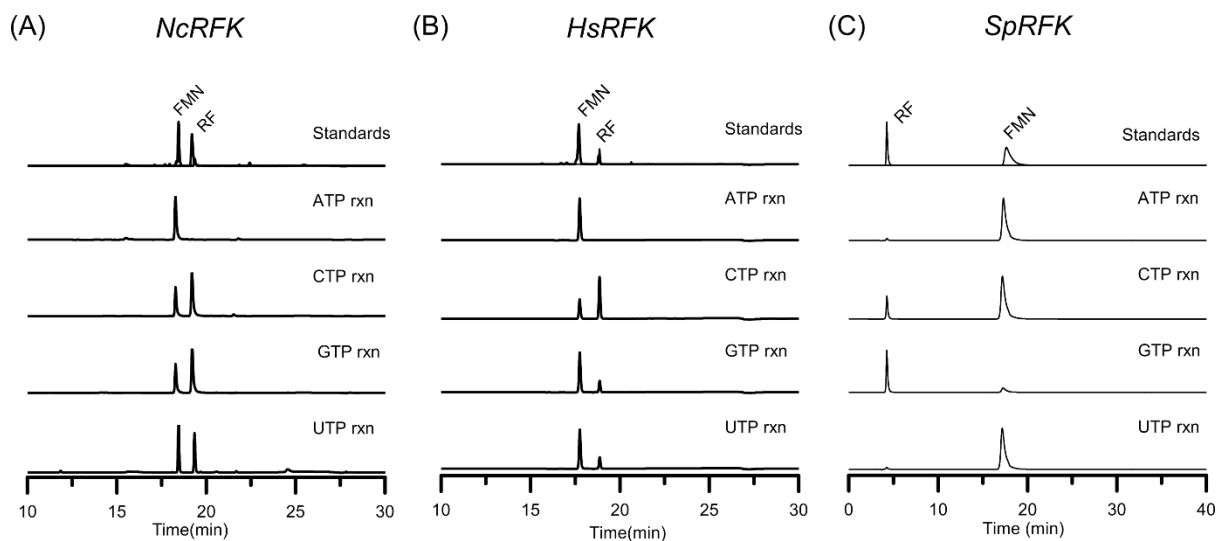 (A) NcRFK
FMN
RF
Standards
ATP rxn
CTP rxn
GTP rxn
UTP rxn
10 15 20 25 30
Time(min)
(B) HsRFK
FMN
RF
Standards
ATP rxn
CTP rxn
GTP rxn
UTP rxn
10 15 20 25 30
Time(min)
(C) SpRFK
RF
FMN
Standards
ATP rxn
CTP rxn
GTP rxn
UTP rxn
0 10 20 30 40
Time (min)